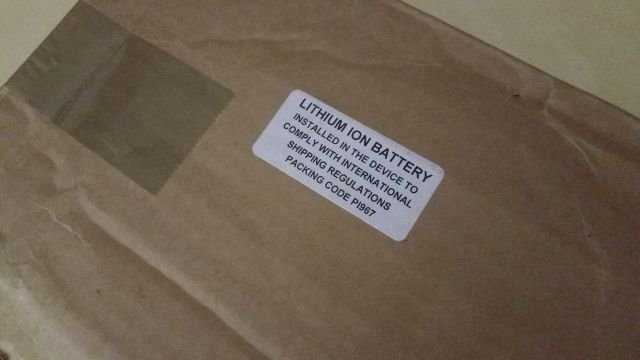 LITHIUM ION BATTERY
INSTALLED IN THE DEVICE TO
COMPLY WITH INTERNATIONAL
SHIPPING REGULATIONS
PACKING CODE PI967